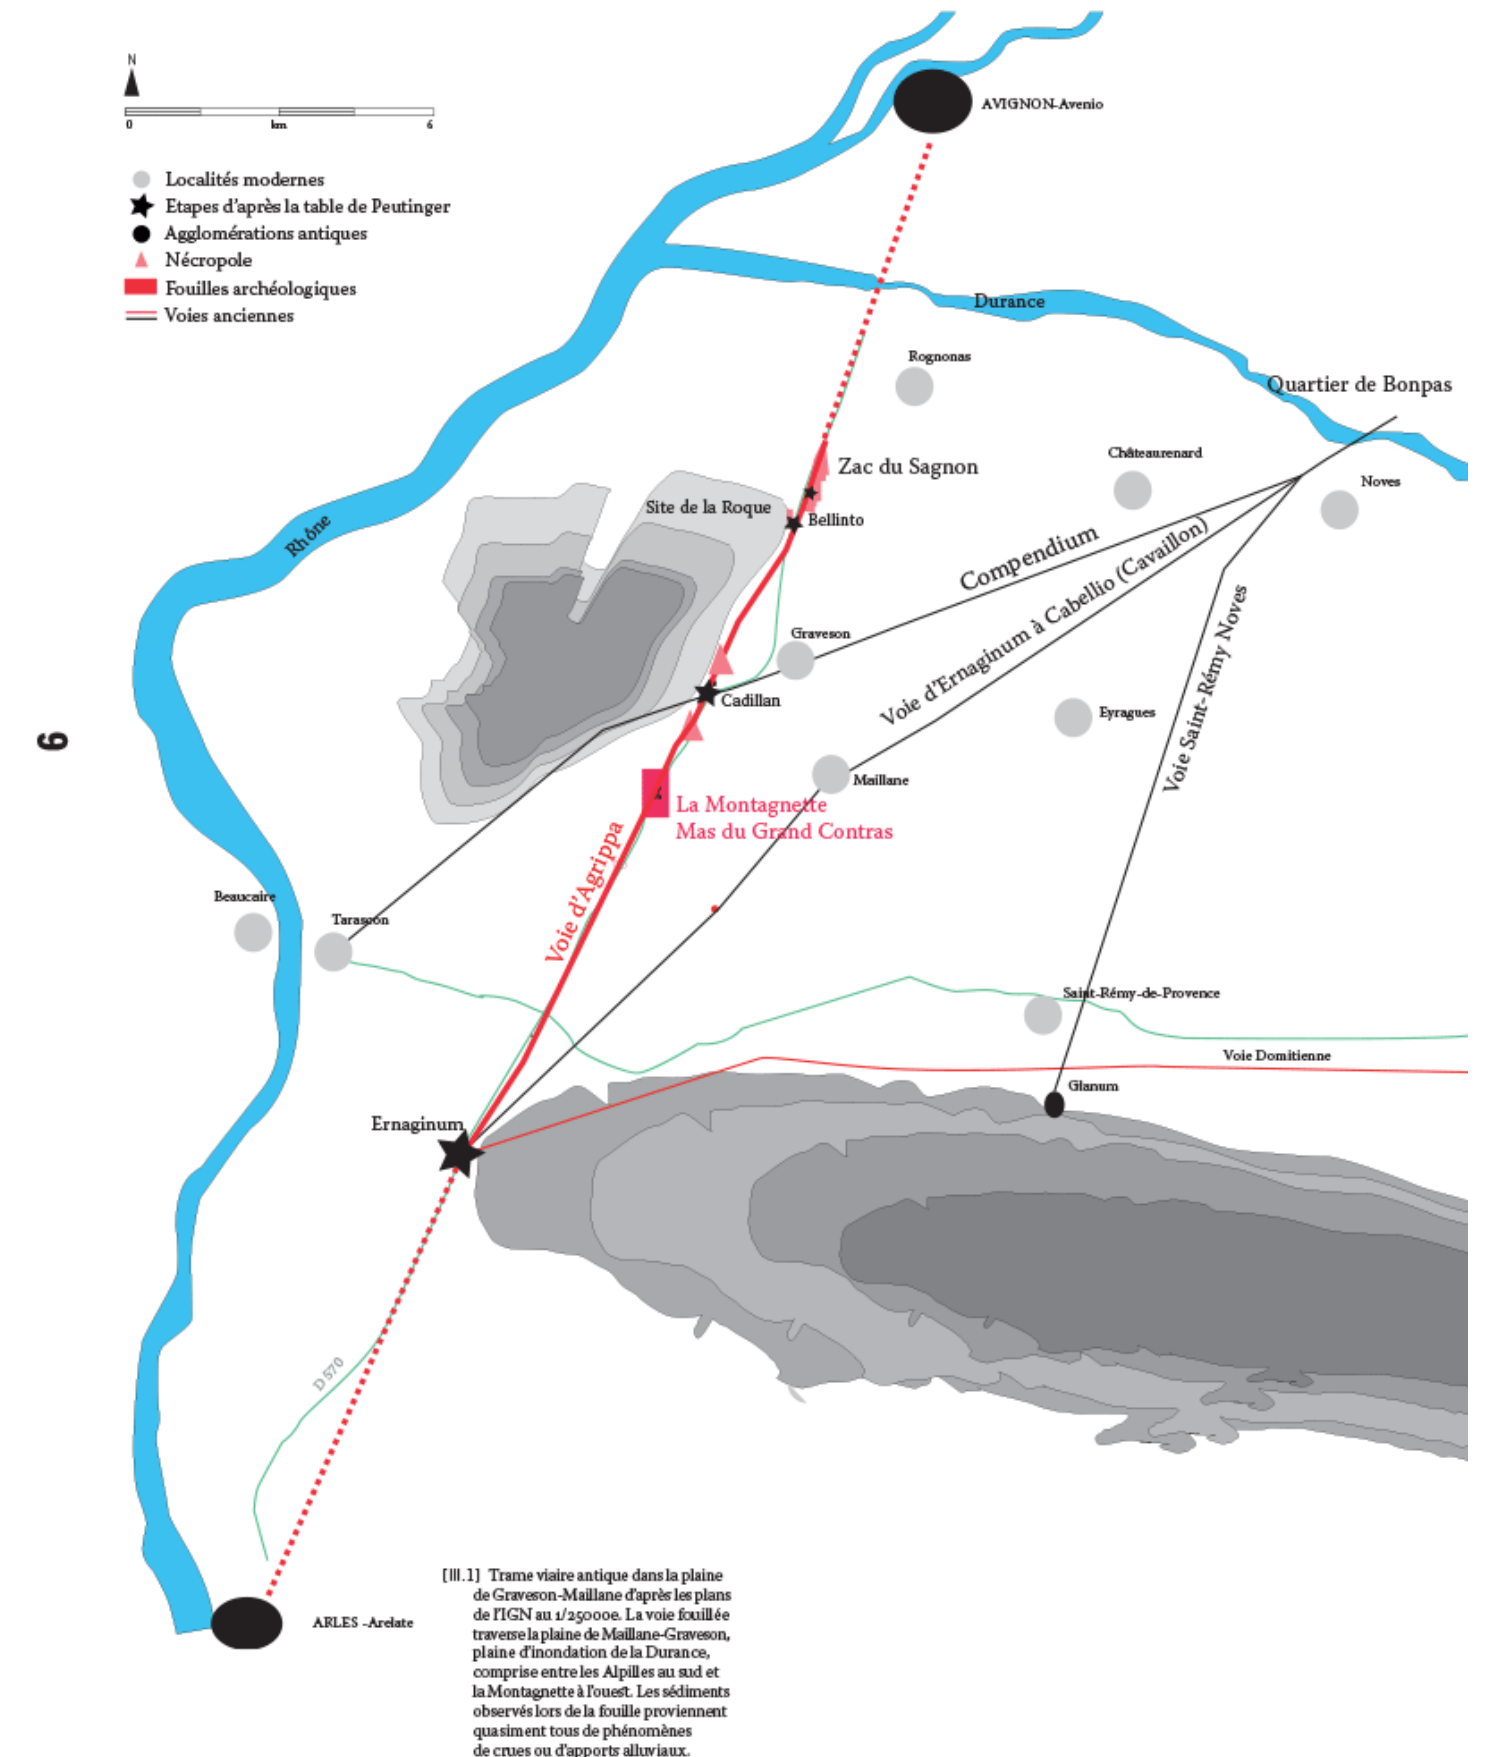 N
AVIGNON-Avenio
0 km 6
Localités modernes
Etapes d'après la table de Peutinger
Agglomérations antiques
Nécropole
Fouilles archéologiques
Voies anciennes
Durance
Rognonas
Quartier de Bonpas
Châteaurenard
Zac du Sagnon
Noves
Site de la Roque
Bellinto
Rhône
Compendium
Voie d'Ernaginum à Cabellio (Cavaillon)
Voie Saint-Rémy Noves
Graveson
Cadillan
Eyragues
9
Maillane
La Montagnette
Mas du Grand Contras
Voie d'Agrippa
Beaucaire
Tarascon
Saint-Rémy-de-Provence
Voie Domitienne
Glanum
Ernaginum
D 570
ARLES -Arelate
[Ill.1] Trame viaire antique dans la plaine
de Graveson-Maillane d'après les plans
de l'IGN au 1/25000e. La voie fouillée
traverse la plaine de Maillane-Graveson,
plaine d'inondation de la Durance,
comprise entre les Alpilles au sud et
la Montagnette à l'ouest. Les sédiments
observés lors de la fouille proviennent
quasiment tous de phénomènes
de crues ou d'apports alluviaux.